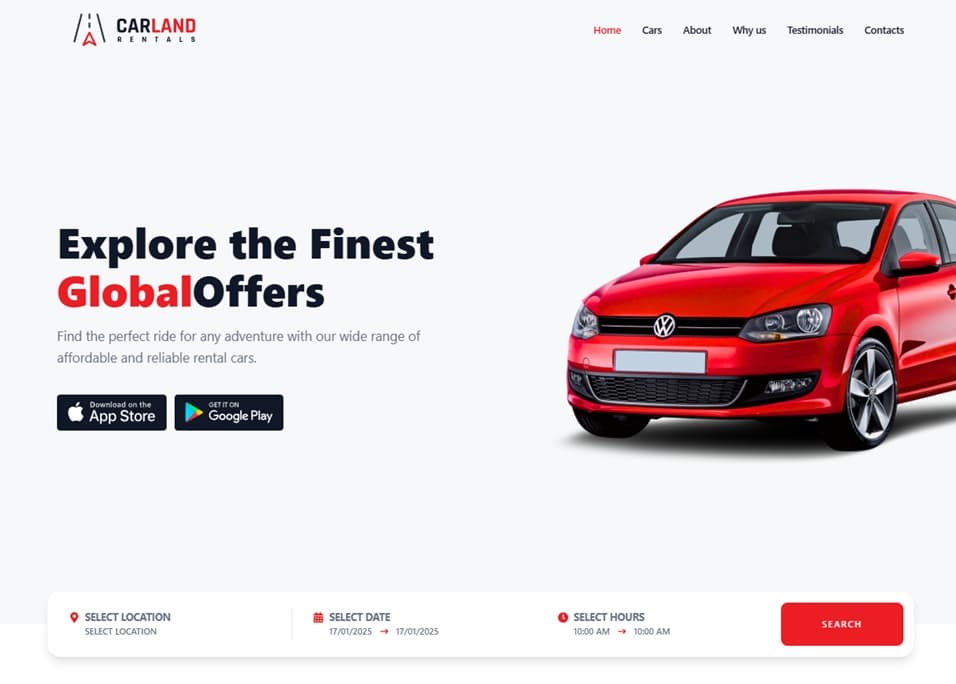 CARLAND
RENTALS
Home Cars About Why us Testimonials Contacts
Explore the Finest
GlobalOffers
Find the perfect ride for any adventure with our wide range of
affordable and reliable rental cars.
Download on the
App Store
GET IT ON
Google Play
SELECT LOCATION
SELECT LOCATION
SELECT DATE
17/01/2025 → 17/01/2025
SELECT HOURS
10:00 AM → 10:00 AM
SEARCH